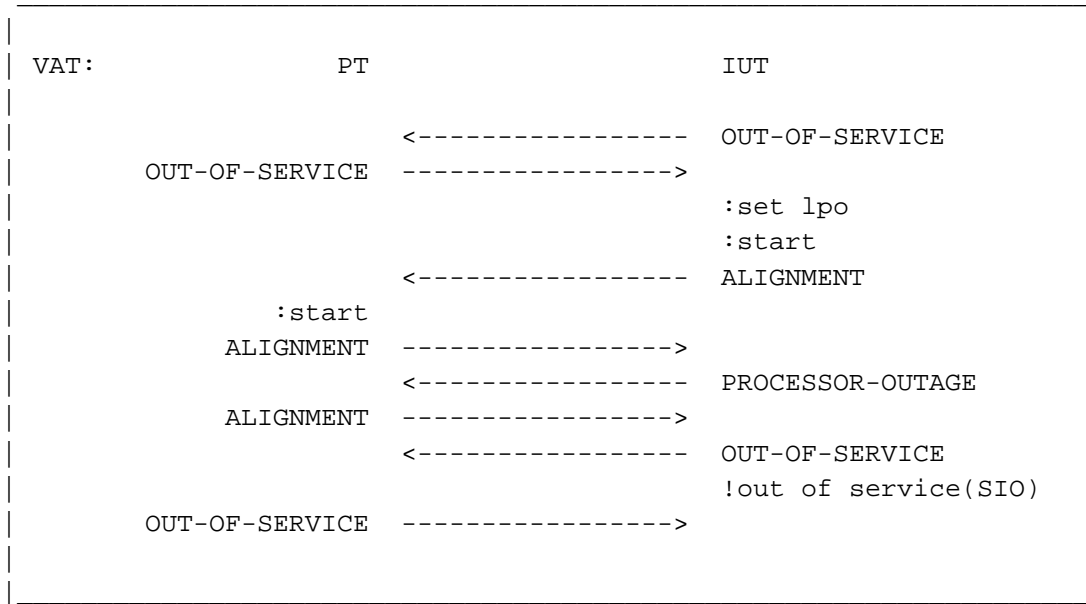 VAT: PT IUT
<----------------- OUT-OF-SERVICE
OUT-OF-SERVICE ----------------->
:set lpo
:start
<----------------- ALIGNMENT
:start
ALIGNMENT ----------------->
<----------------- PROCESSOR-OUTAGE
ALIGNMENT ----------------->
<----------------- OUT-OF-SERVICE
!out of service(SIO)
OUT-OF-SERVICE ----------------->